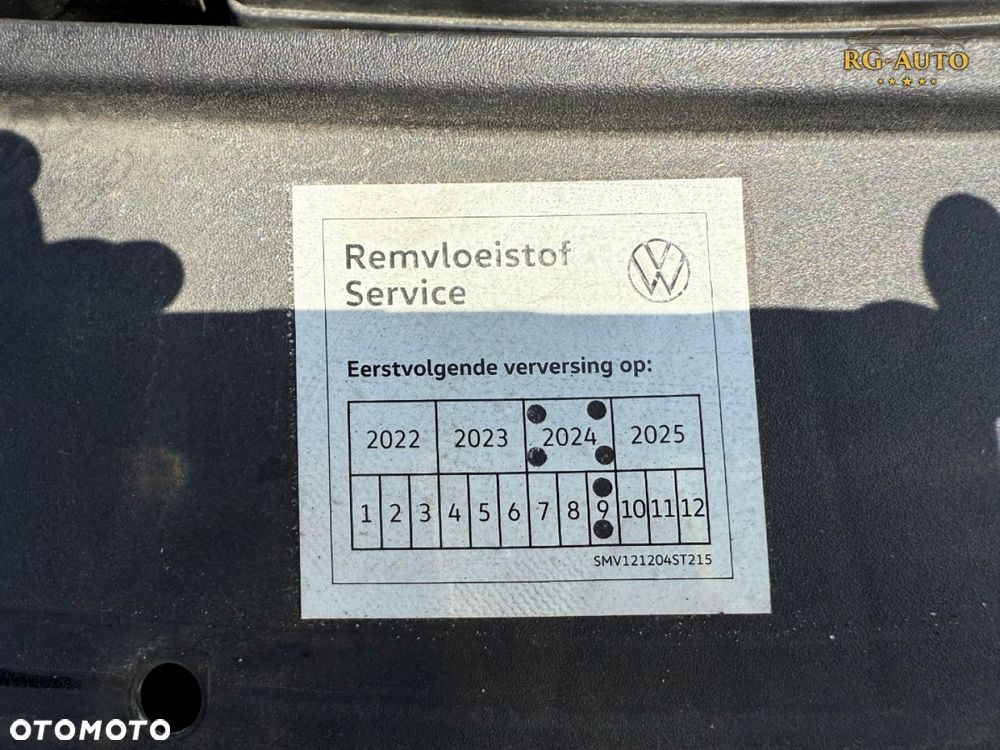 RG-AUTO
Remvloeistof
Service
Eerstvolgende verversing op:
2022 2023 2024 2025
1 2 3 4 5 6 7 8 9 10 11 12
SMV121204ST215
OTOMOTO